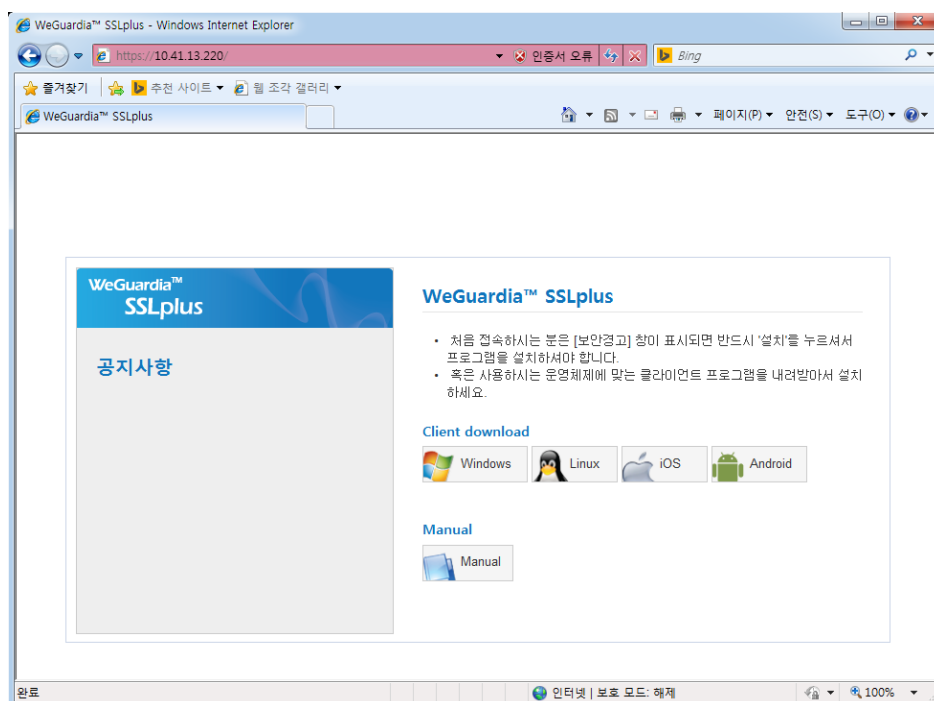 WeGuardia™ SSLplus - Windows Internet Explorer
https://10.41.13.220/
인증서 오류
Bing
즐겨찾기
추천 사이트
웹 조각 갤러리
WeGuardia™ SSLplus
페이지(P)
안전(S)
도구(O)
WeGuardia™
SSLplus
공지사항
WeGuardia™ SSLplus
• 처음 접속하시는 분은 [보안경고] 창이 표시되면 반드시 '설치'를 누르셔서
프로그램을 설치하셔야 합니다.
• 혹은 사용하시는 운영체제에 맞는 클라이언트 프로그램을 내려받아서 설치
하세요.
Client download
Windows
Linux
iOS
Android
Manual
Manual
완료
인터넷 | 보호 모드: 해제
100%